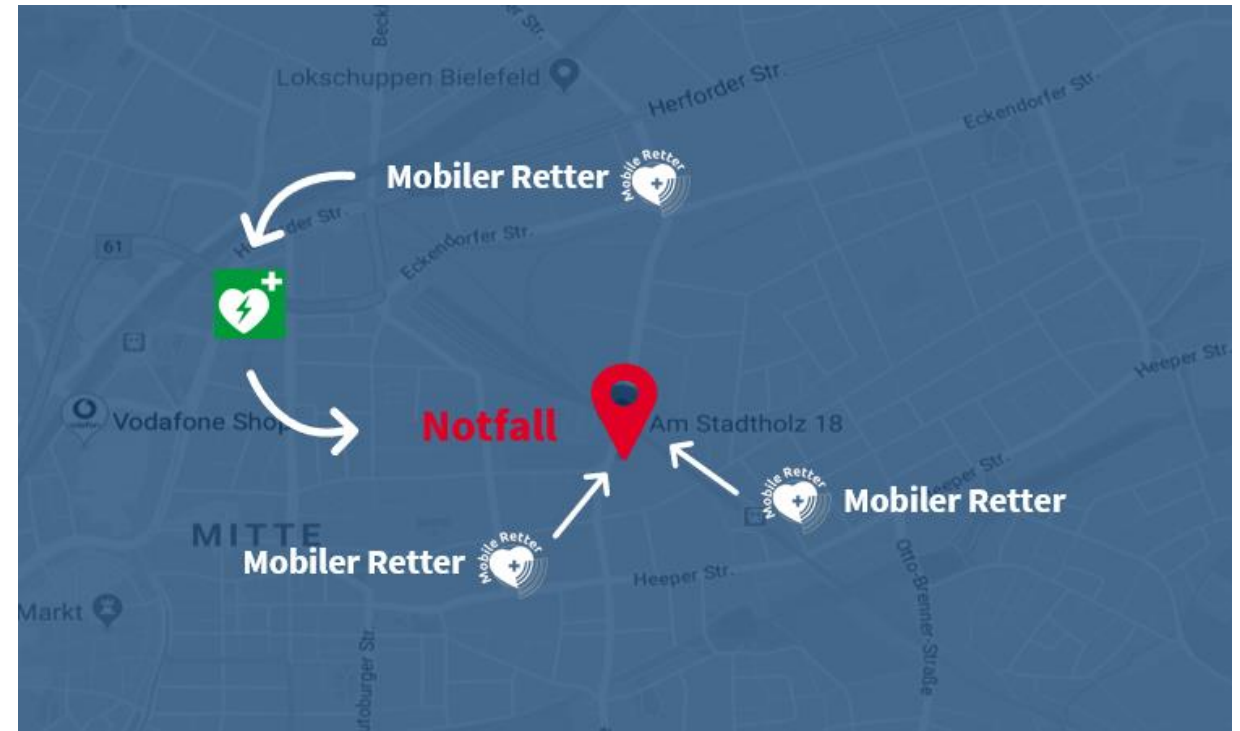 Str.
Lokschuppen Bielefeld
Herforder Str.
Eckendorfer Str.
Mobiler Retter
Mobile Retter
61
Eckendorfer Str.
Heeper Str.
Vodafone Shop
Notfall
Am Stadtholz 18
Heeper Str.
Mobile Retter
Mobiler Retter
MITTE
Mobiler Retter
Mobile Retter
Heeper Str.
Otto-Brenner-Straße
Markt
utoburger Str.